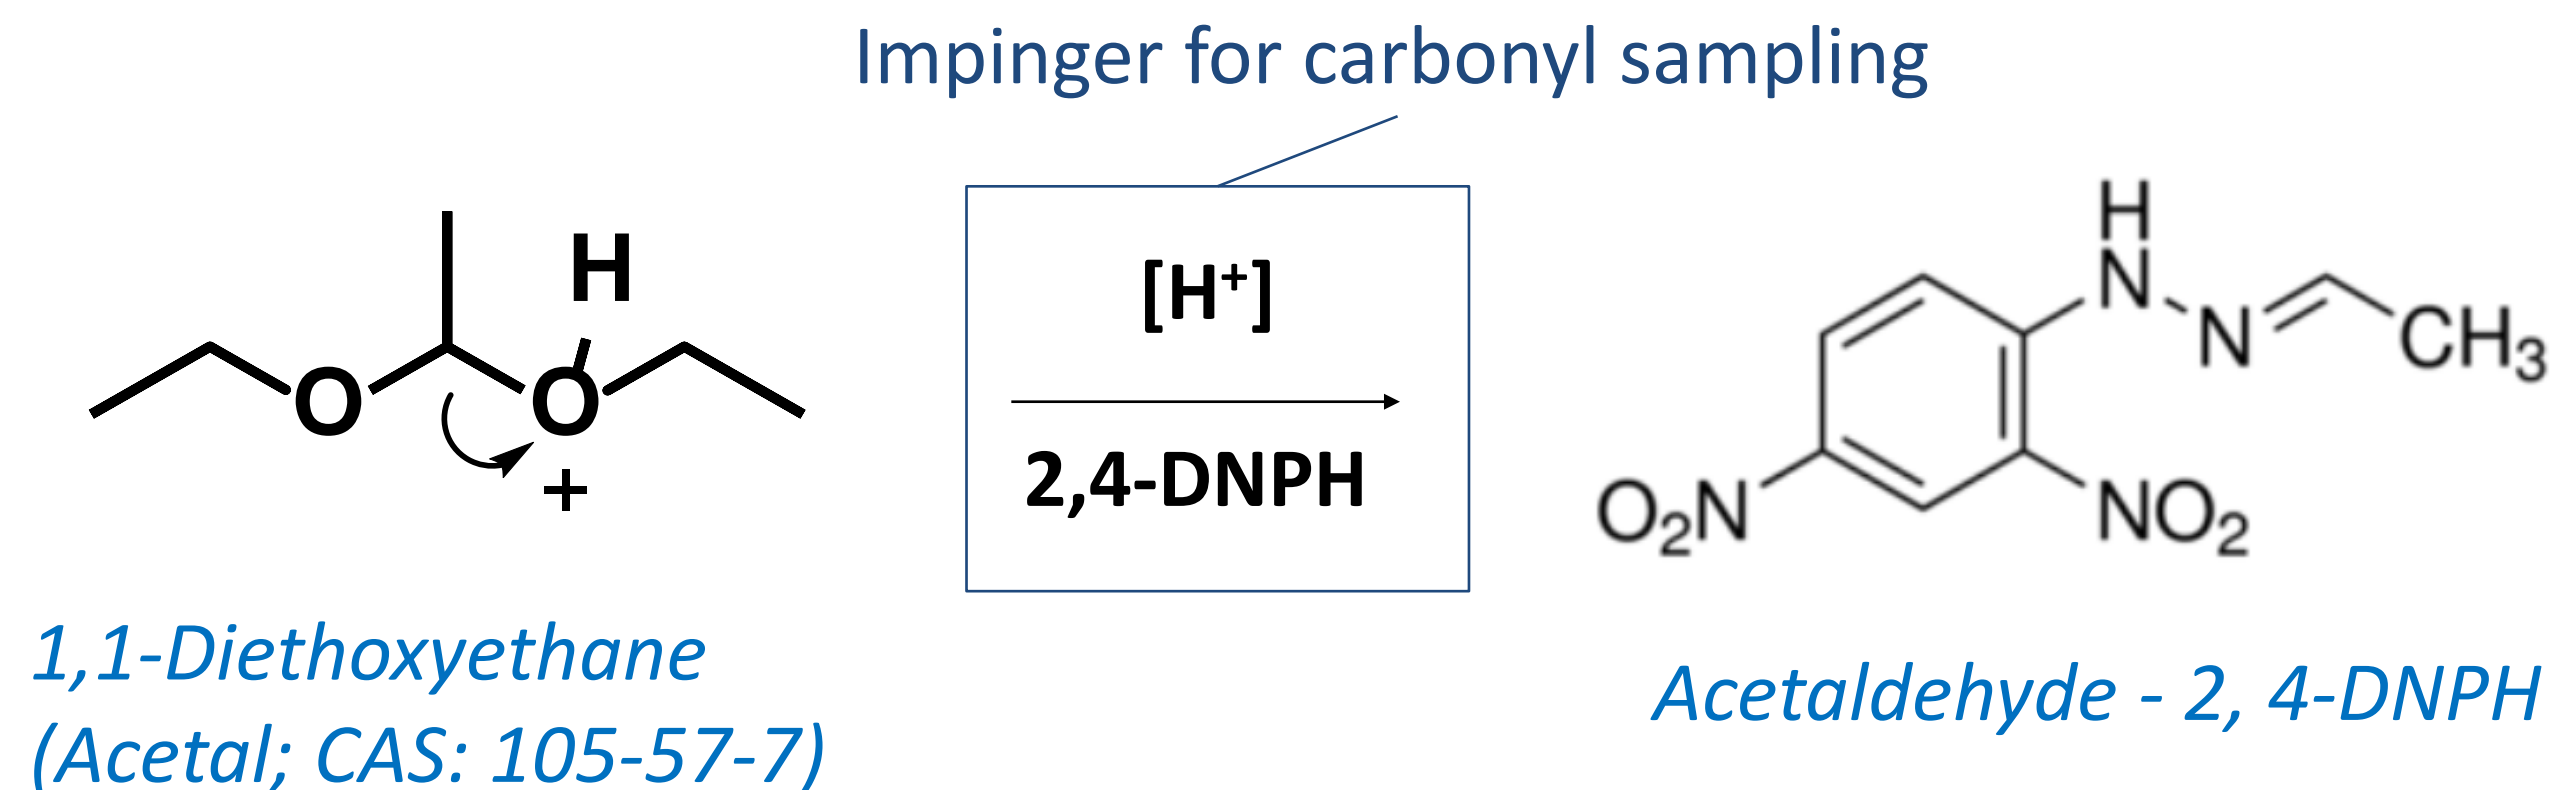 Impinger for carbonyl sampling
H
O
O
+
[H⁺]
2,4-DNPH
H
N
N
CH₃
O₂N
NO₂
1,1-Diethoxyethane
(Acetal; CAS: 105-57-7)
Acetaldehyde - 2, 4-DNPH